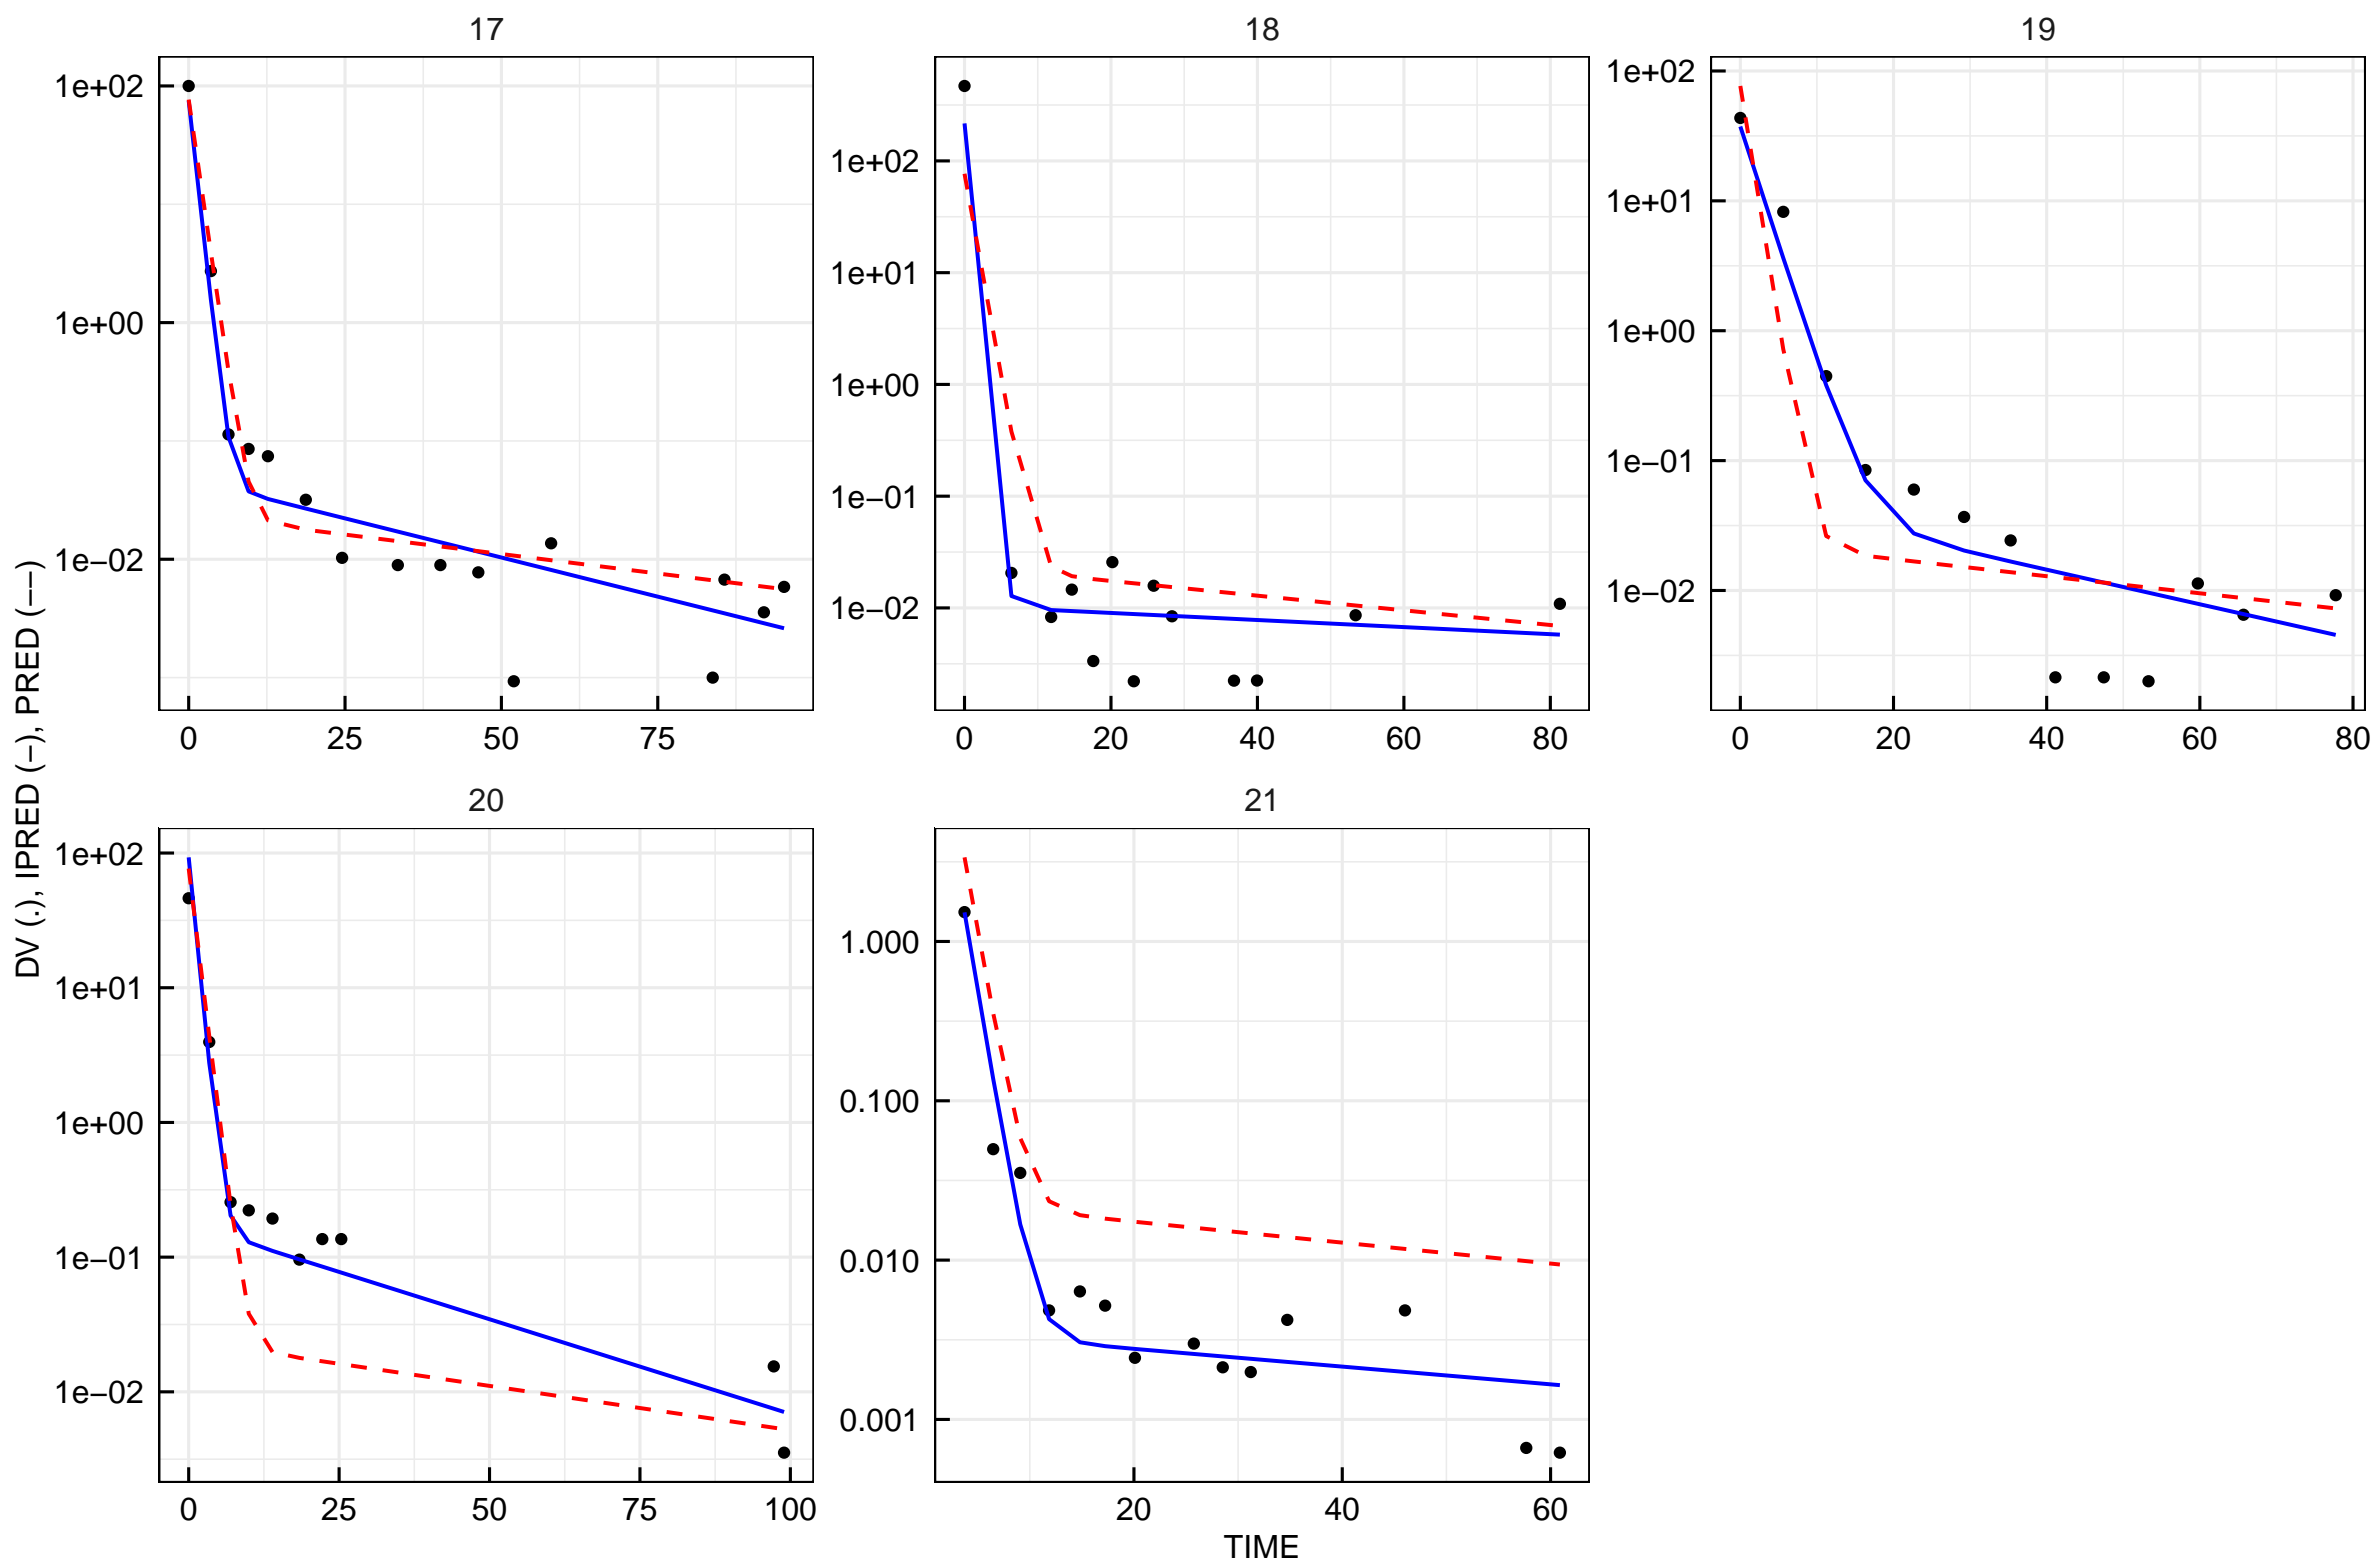 17
18
19
1e+02
1e+00
1e−02
0 25 50 75
1e+02
1e+01
1e+00
1e−01
1e−02
0 20 40 60 80
1e+02
1e+01
1e+00
1e−01
1e−02
0 20 40 60 80
DV (.), IPRED (−), PRED (−−)
20
21
1e+02
1e+01
1e+00
1e−01
1e−02
0 25 50 75 100
1.000
0.100
0.010
0.001
20 40 60
TIME